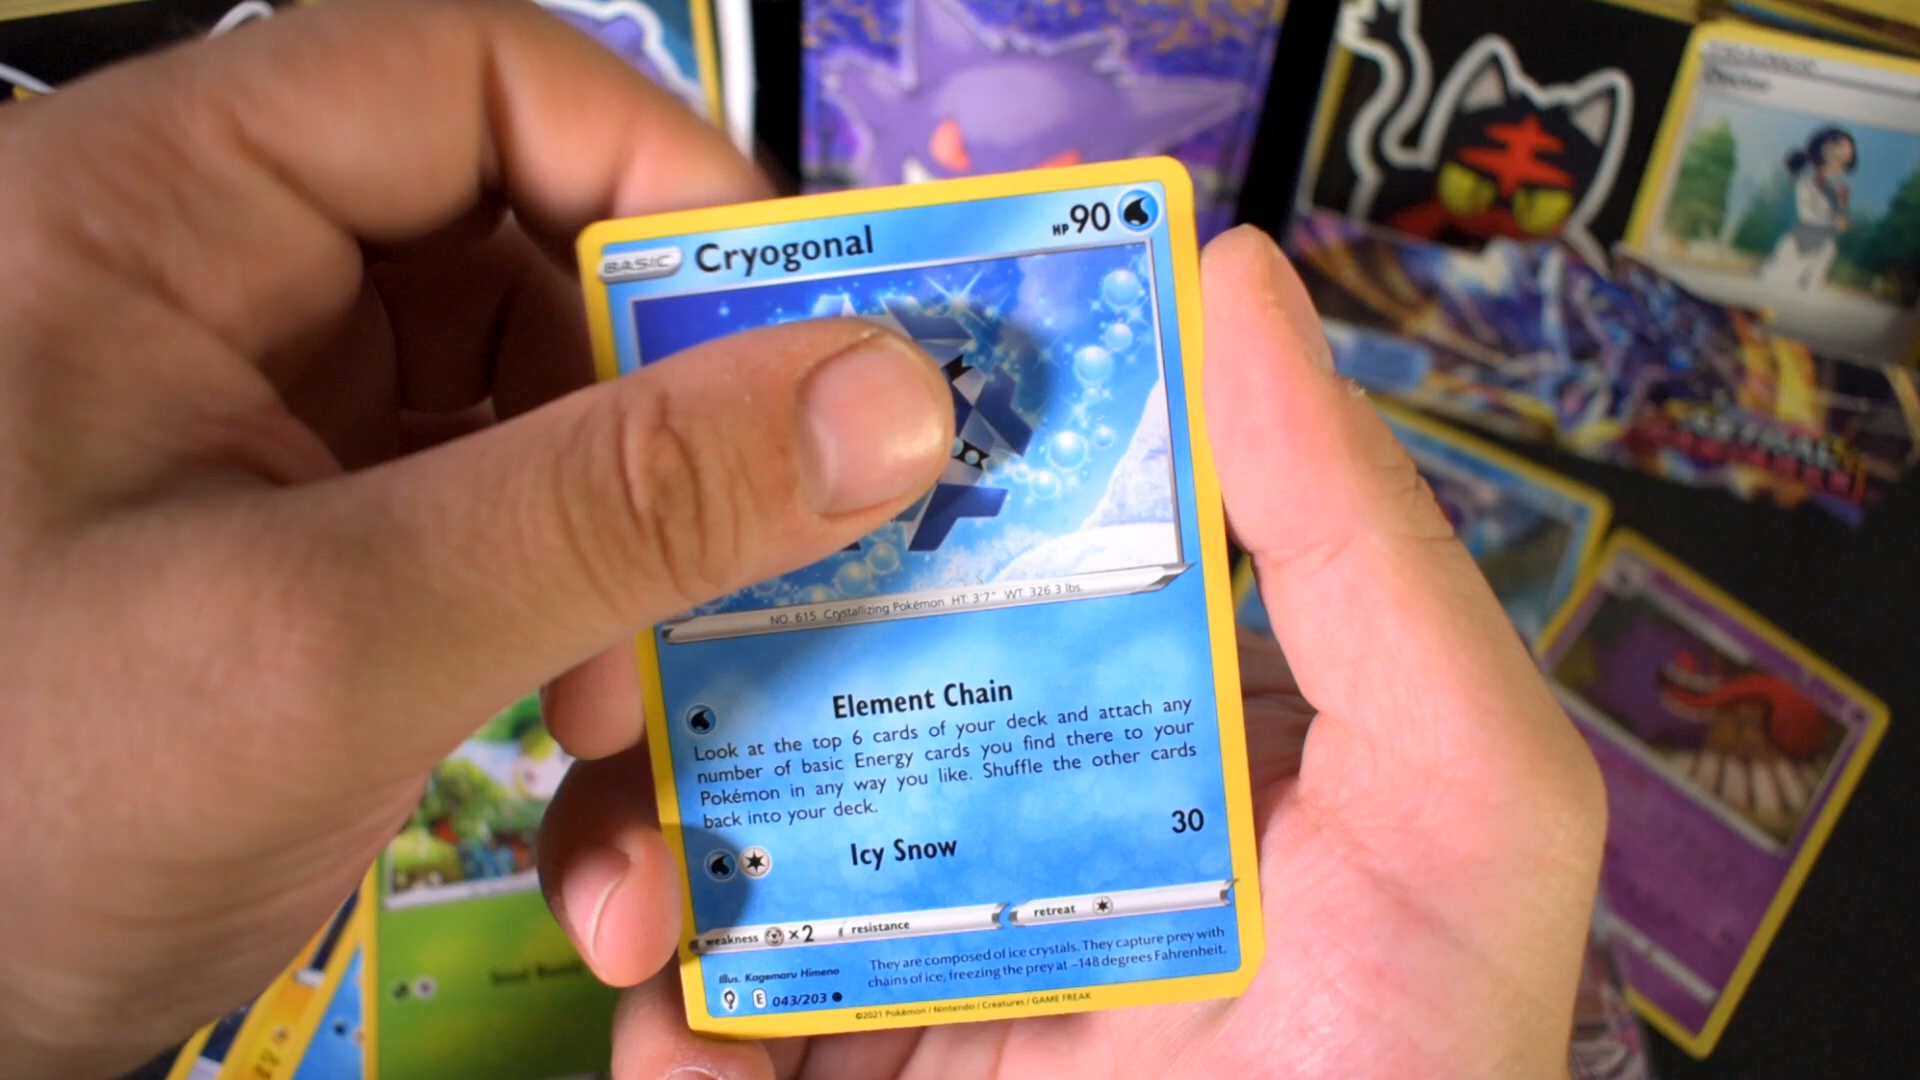 BASIC Cryogonal HP 90
NO. 615 Crystallizing Pokémon HT: 3'7" WT: 326.3 lbs.
Element Chain
Look at the top 6 cards of your deck and attach any
number of basic Energy cards you find there to your
Pokémon in any way you like. Shuffle the other cards
back into your deck.
Icy Snow 30
weakness ×2 resistance retreat
Illus. Kagemaru Himeno
They are composed of ice crystals. They capture prey with
chains of ice, freezing the prey at –148 degrees Fahrenheit.
E 043/203
©2021 Pokémon / Nintendo / Creatures / GAME FREAK
Doctor
ASTRAL